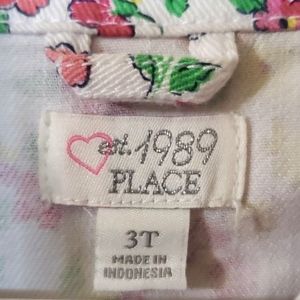 est. 1989
PLACE
3T
MADE IN
INDONESIA